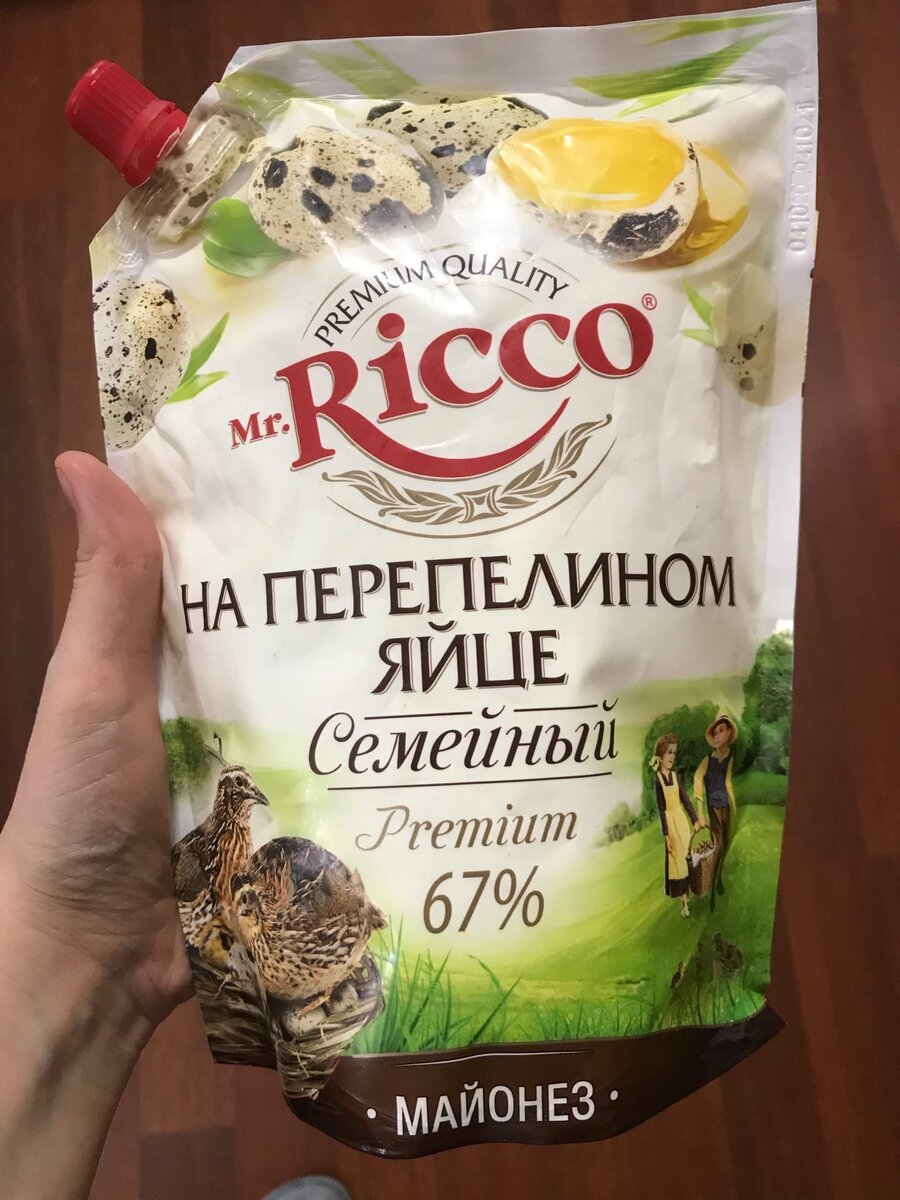 PREMIUM QUALITY
Mr. Ricco®
НА ПЕРЕПЕЛИНОМ
ЯЙЦЕ
Семейный
Premium
67%
• МАЙОНЕЗ •